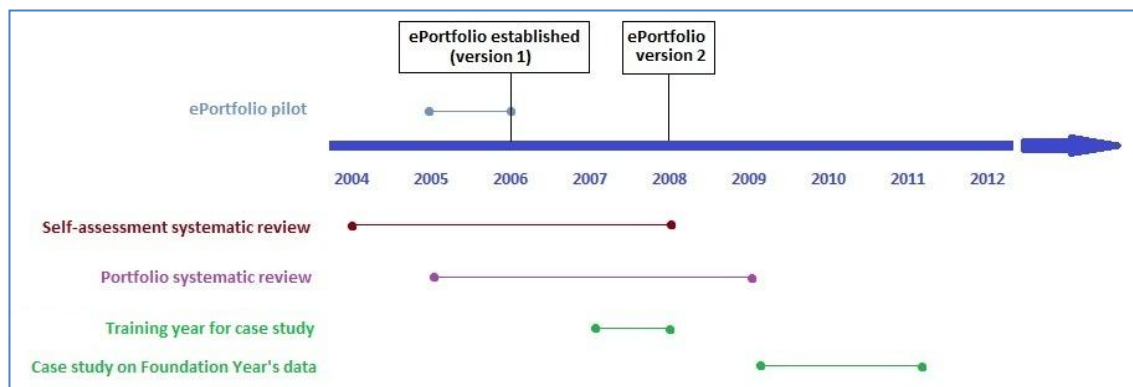 ePortfolio established
(version 1)
ePortfolio
version 2
ePortfolio pilot
2004 2005 2006 2007 2008 2009 2010 2011 2012
Self-assessment systematic review
Portfolio systematic review
Training year for case study
Case study on Foundation Year's data